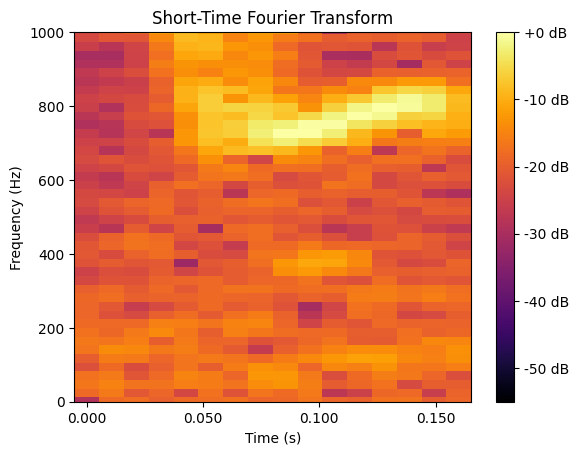 Short-Time Fourier Transform
1000
800
600
400
200
0
Frequency (Hz)
0.000
0.050
0.100
0.150
Time (s)
+0 dB
-10 dB
-20 dB
-30 dB
-40 dB
-50 dB